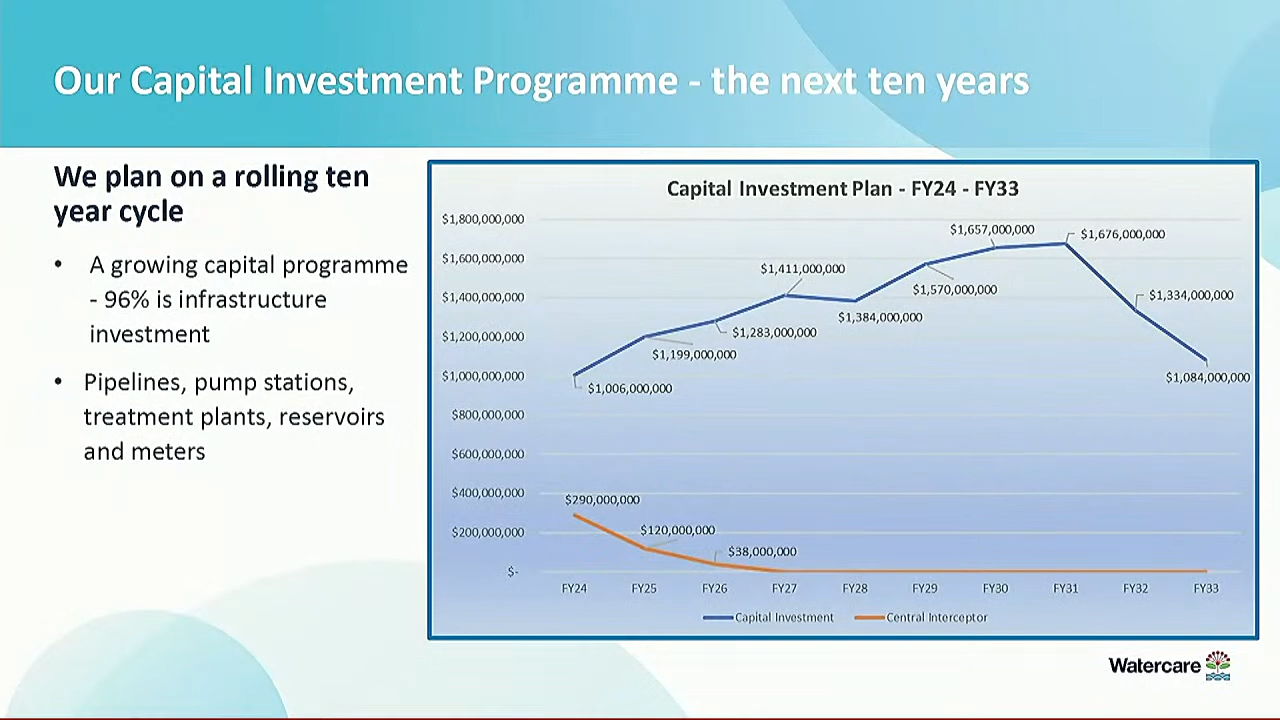 Our Capital Investment Programme - the next ten years
We plan on a rolling ten
year cycle
• A growing capital programme
- 96% is infrastructure
investment
• Pipelines, pump stations,
treatment plants, reservoirs
and meters
Capital Investment Plan - FY24 - FY33
$1,800,000,000
$1,600,000,000
$1,400,000,000
$1,200,000,000
$1,000,000,000
$800,000,000
$600,000,000
$400,000,000
$200,000,000
$-
$1,006,000,000
$1,199,000,000
$1,283,000,000
$1,411,000,000
$1,384,000,000
$1,570,000,000
$1,657,000,000
$1,676,000,000
$1,334,000,000
$1,084,000,000
$290,000,000
$120,000,000
$38,000,000
FY24 FY25 FY26 FY27 FY28 FY29 FY30 FY31 FY32 FY33
Capital Investment Central Interceptor
Watercare